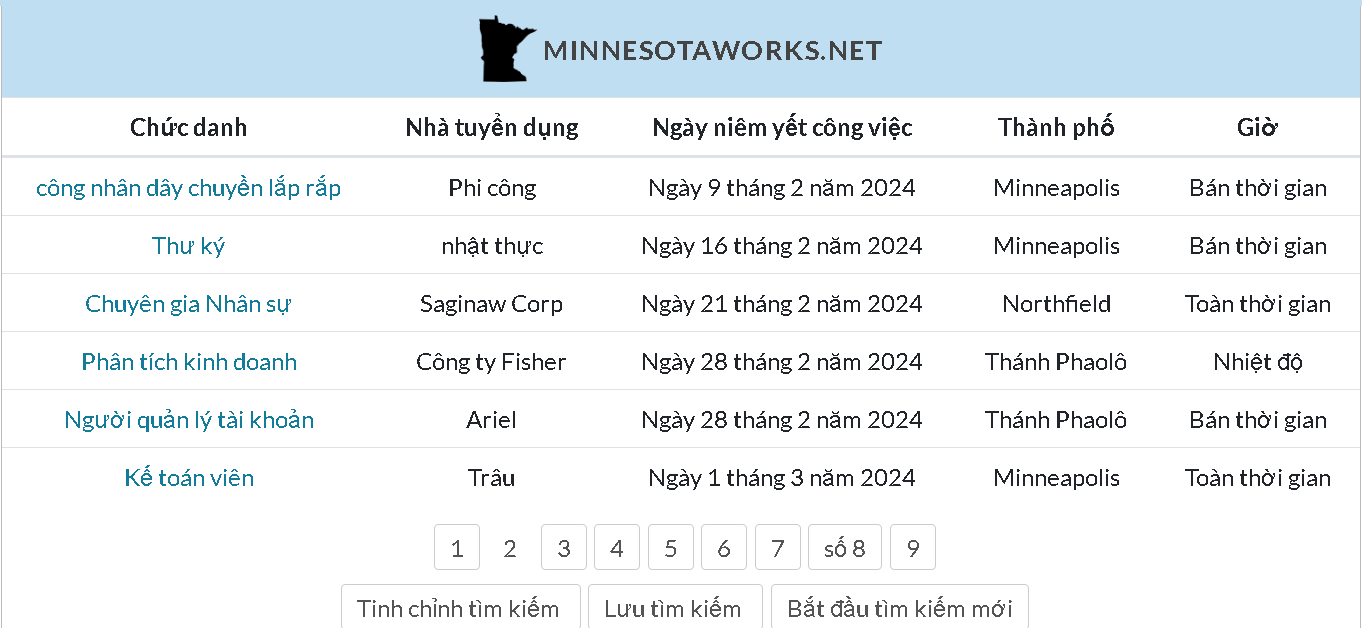 MINNESOTAWORKS.NET
Chức danh Nhà tuyển dụng Ngày niêm yết công việc Thành phố Giờ
công nhân dây chuyền lắp rắp Phi công Ngày 9 tháng 2 năm 2024 Minneapolis Bán thời gian
Thư ký nhật thực Ngày 16 tháng 2 năm 2024 Minneapolis Bán thời gian
Chuyên gia Nhân sự Saginaw Corp Ngày 21 tháng 2 năm 2024 Northfield Toàn thời gian
Phân tích kinh doanh Công ty Fisher Ngày 28 tháng 2 năm 2024 Thánh Phaolô Nhiệt độ
Người quản lý tài khoản Ariel Ngày 28 tháng 2 năm 2024 Thánh Phaolô Bán thời gian
Kế toán viên Trâu Ngày 1 tháng 3 năm 2024 Minneapolis Toàn thời gian
1 2 3 4 5 6 7 số 8 9
Tinh chỉnh tìm kiếm Lưu tìm kiếm Bắt đầu tìm kiếm mới